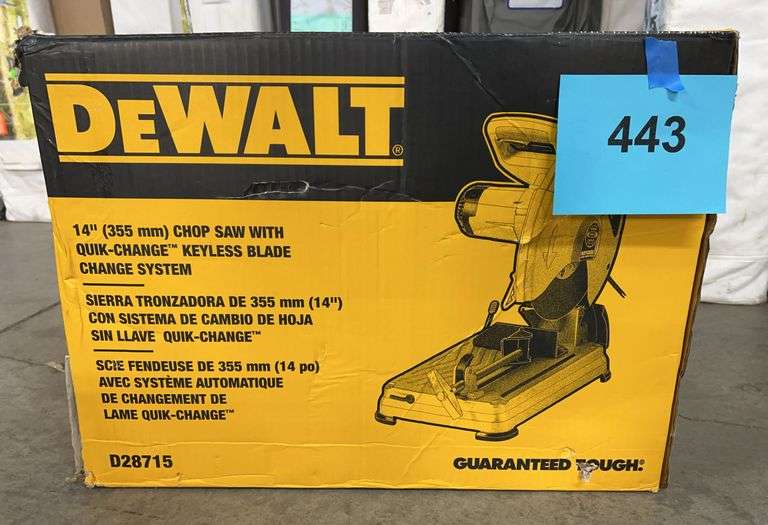 DEWALT®
443
14" (355 mm) CHOP SAW WITH
QUIK-CHANGE™ KEYLESS BLADE
CHANGE SYSTEM
SIERRA TRONZADORA DE 355 mm (14")
CON SISTEMA DE CAMBIO DE HOJA
SIN LLAVE QUIK-CHANGE™
SCIE FENDEUSE DE 355 mm (14 po)
AVEC SYSTÈME AUTOMATIQUE
DE CHANGEMENT DE
LAME QUIK-CHANGE™
D28715
GUARANTEED TOUGH.®